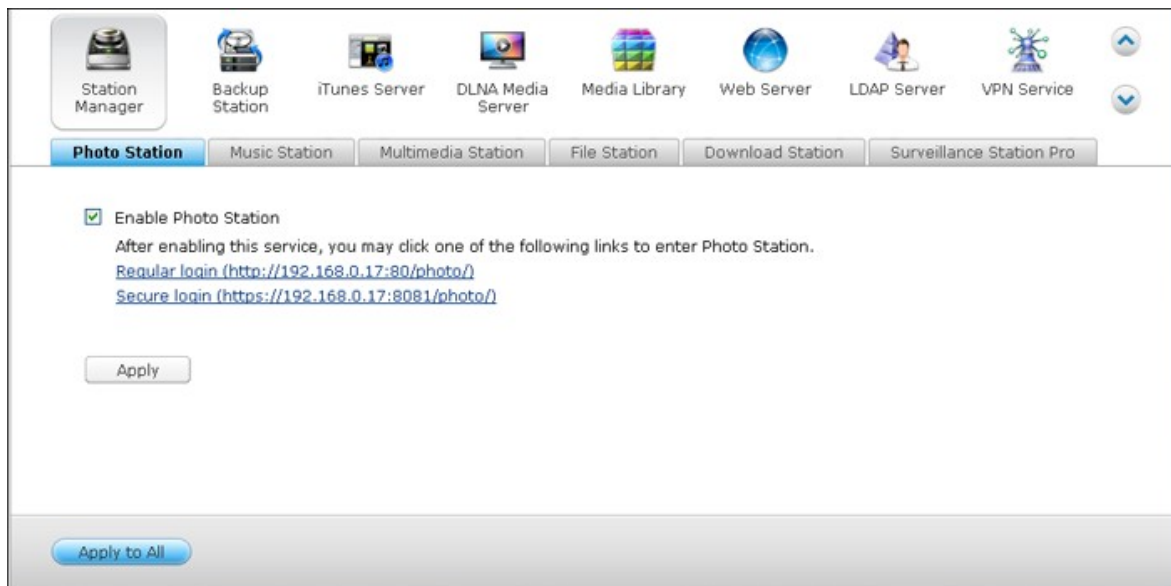 Station Manager
Backup Station
iTunes Server
DLNA Media Server
Media Library
Web Server
LDAP Server
VPN Service
Photo Station
Music Station
Multimedia Station
File Station
Download Station
Surveillance Station Pro
Enable Photo Station
After enabling this service, you may click one of the following links to enter Photo Station.
Regular login (http://192.168.0.17:80/photo/)
Secure login (https://192.168.0.17:8081/photo/)
Apply
Apply to All